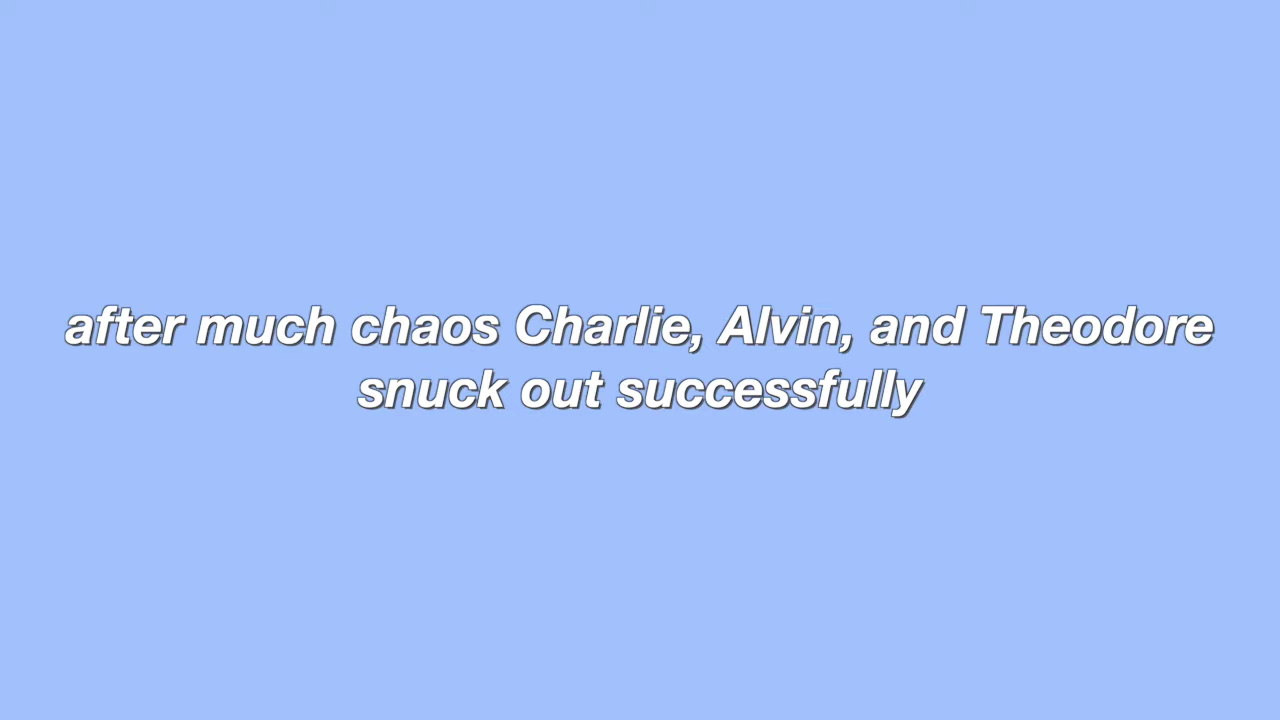 after much chaos Charlie, Alvin, and Theodore
snuck out successfully